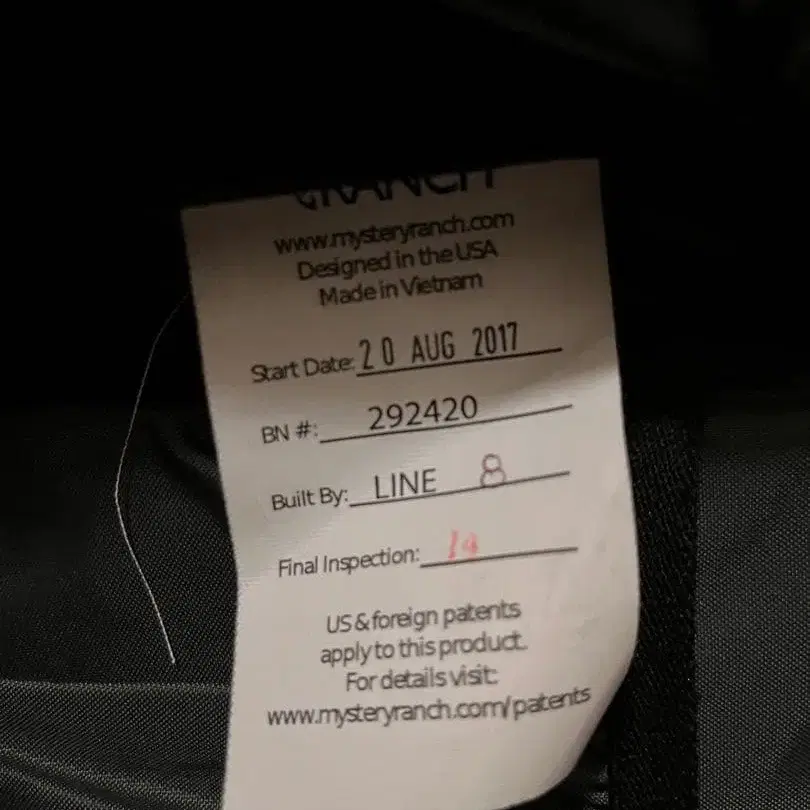 RANCH
www.mysteryranch.com
Designed in the USA
Made in Vietnam
Start Date: 20 AUG 2017
BN #: 292420
Built By: LINE 8
Final Inspection:
US & foreign patents
apply to this product.
For details visit:
www.mysteryranch.com/patents